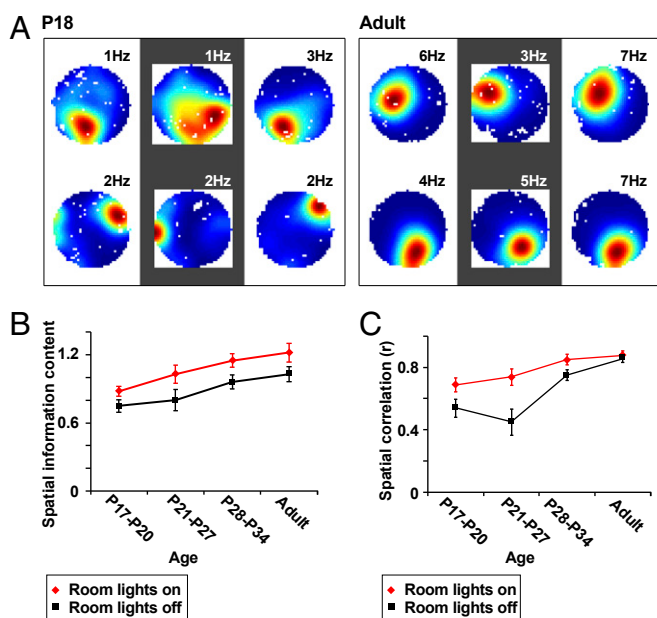 A
P18
Adult
1Hz 1Hz 3Hz 6Hz 3Hz 7Hz
2Hz 2Hz 2Hz 4Hz 5Hz 7Hz
B
Spatial information content
1.2
0.6
0
P17-P20 P21-P27 P28-P34 Adult
Age
Room lights on
Room lights off
C
Spatial correlation (r)
0.8
0.4
0
P17-P20 P21-P27 P28-P34 Adult
Age
Room lights on
Room lights off